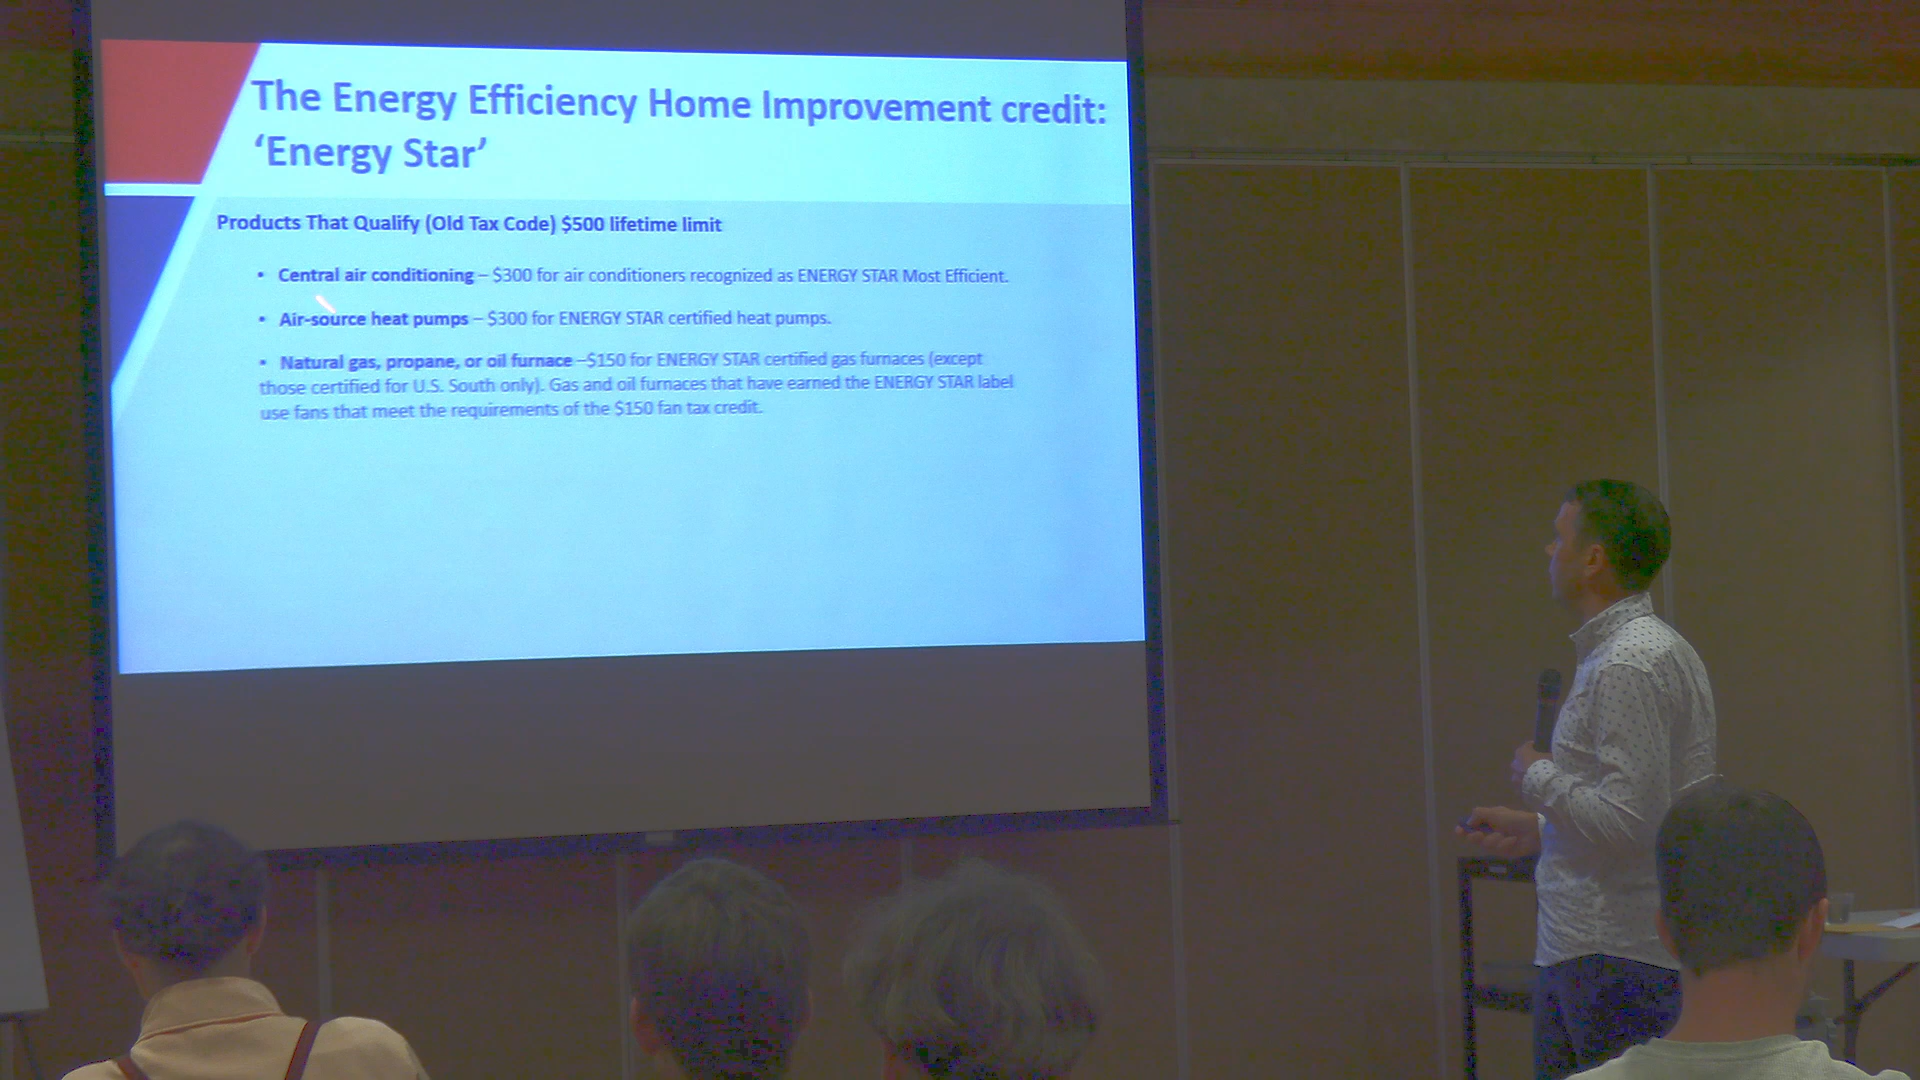 The Energy Efficiency Home Improvement credit:
‘Energy Star’
Products That Qualify (Old Tax Code) $500 lifetime limit
• Central air conditioning – $300 for air conditioners recognized as ENERGY STAR Most Efficient.
• Air-source heat pumps – $300 for ENERGY STAR certified heat pumps.
• Natural gas, propane, or oil furnace –$150 for ENERGY STAR certified gas furnaces (except
those certified for U.S. South only). Gas and oil furnaces that have earned the ENERGY STAR label
use fans that meet the requirements of the $150 fan tax credit.